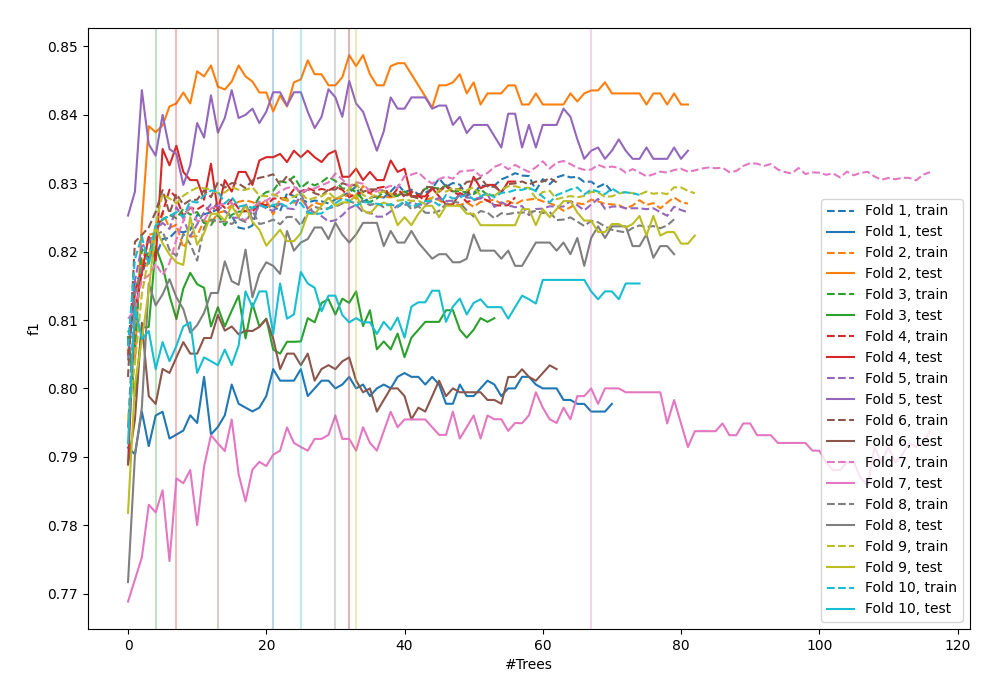 0.85
0.84
0.83
0.82
0.81
0.80
0.79
0.78
0.77
f1
0 20 40 60 80 100 120
#Trees
Fold 1, train
Fold 1, test
Fold 2, train
Fold 2, test
Fold 3, train
Fold 3, test
Fold 4, train
Fold 4, test
Fold 5, train
Fold 5, test
Fold 6, train
Fold 6, test
Fold 7, train
Fold 7, test
Fold 8, train
Fold 8, test
Fold 9, train
Fold 9, test
Fold 10, train
Fold 10, test